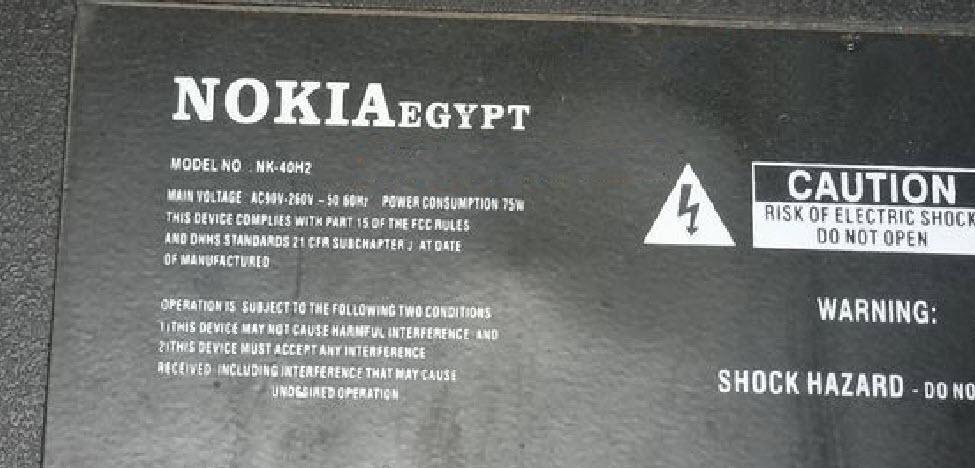 NOKIA EGYPT
MODEL NO : NK-40H2
MAIN VOLTAGE AC90V-260V ~ 50 60Hz POWER CONSUMPTION 75W
THIS DEVICE COMPLIES WITH PART 15 OF THE FCC RULES
AND DHHS STANDARDS 21 CFR SUBCHAPTER J AT DATE
OF MANUFACTURED
OPERATION IS SUBJECT TO THE FOLLOWING TWO CONDITIONS
1)THIS DEVICE MAY NOT CAUSE HARMFUL INTERFERENCE AND
2)THIS DEVICE MUST ACCEPT ANY INTERFERENCE
RECEIVED INCLUDING INTERFERENCE THAT MAY CAUSE
UNDESIRED OPERATION
CAUTION
RISK OF ELECTRIC SHOCK
DO NOT OPEN
WARNING:
SHOCK HAZARD - DO NO